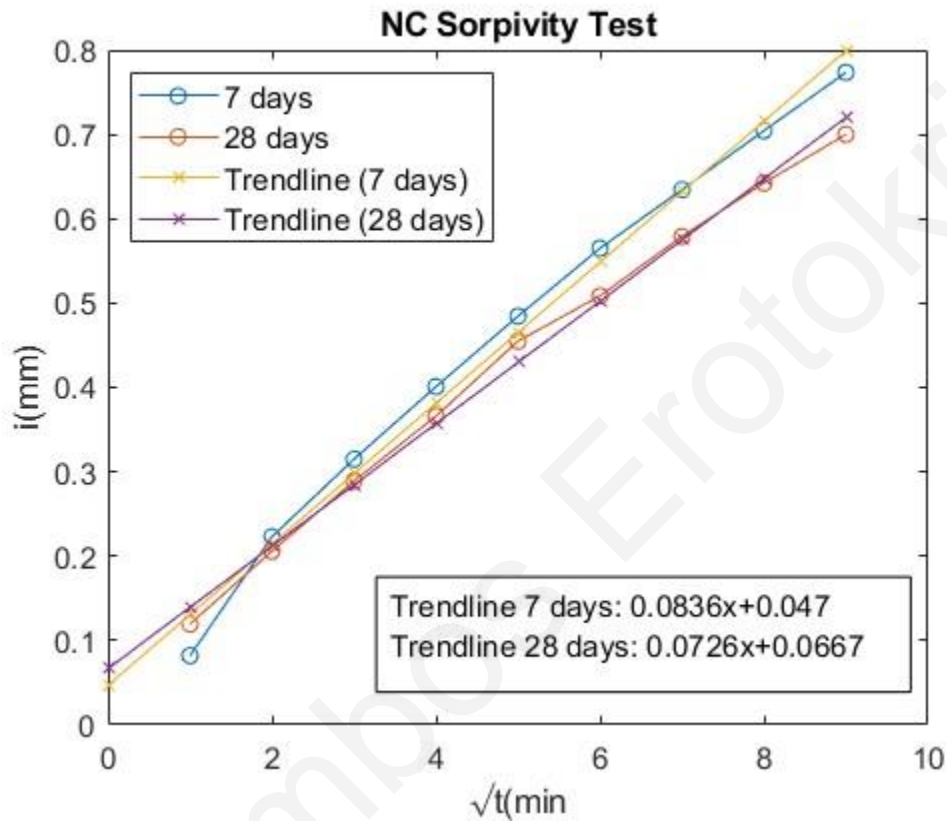 NC Sorpivity Test
0.8
0.7
0.6
0.5
0.4
0.3
0.2
0.1
0
i(mm)
7 days
28 days
Trendline (7 days)
Trendline (28 days)
Trendline 7 days: 0.0836x+0.047
Trendline 28 days: 0.0726x+0.0667
0 2 4 6 8 10
√t(min